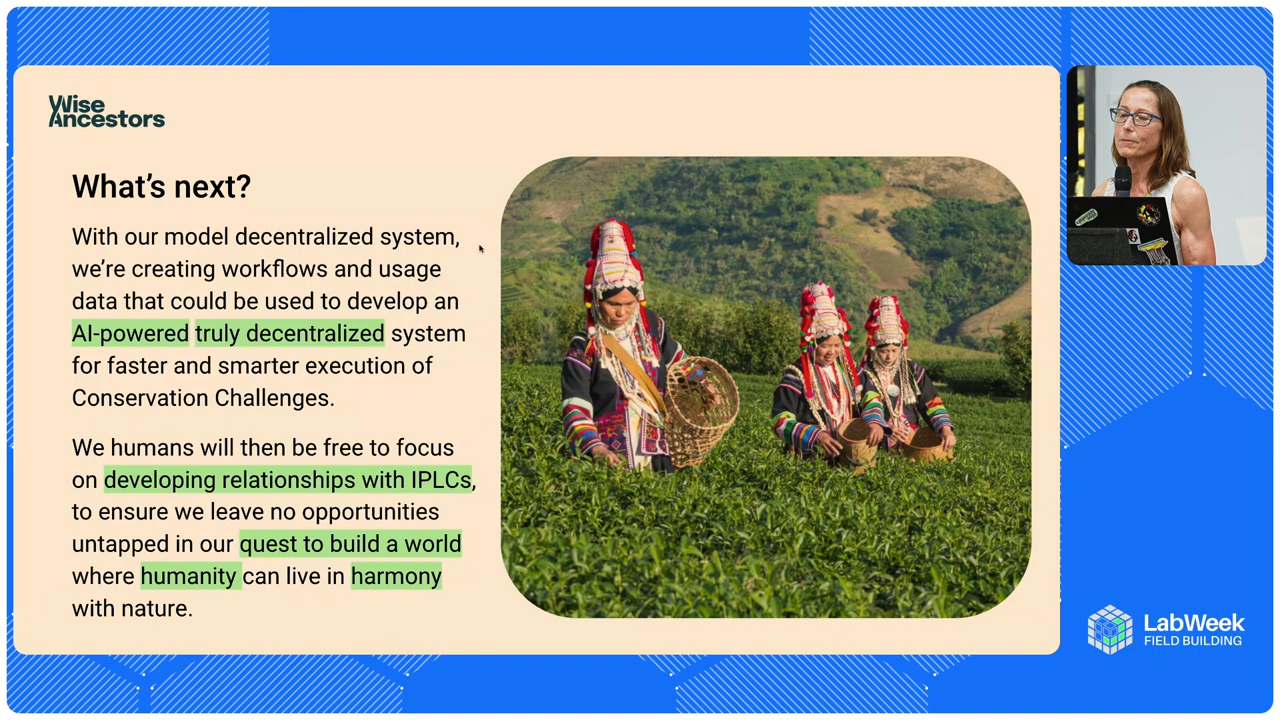 Wise
Ancestors
What’s next?
With our model decentralized system,
we’re creating workflows and usage
data that could be used to develop an
AI-powered truly decentralized system
for faster and smarter execution of
Conservation Challenges.
We humans will then be free to focus
on developing relationships with IPLCs,
to ensure we leave no opportunities
untapped in our quest to build a world
where humanity can live in harmony
with nature.
LabWeek
FIELD BUILDING